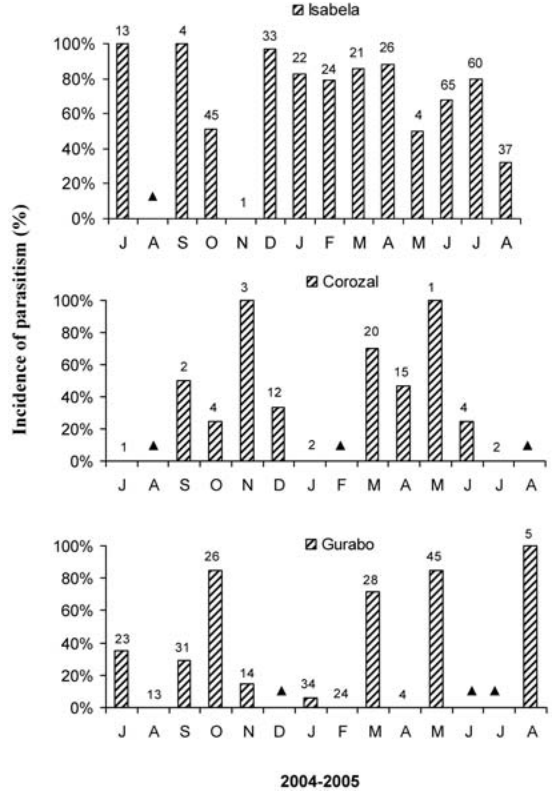 Incidence of parasitism (%)
Isabela
100%
80%
60%
40%
20%
0%
13 4 45 1 33 22 24 21 26 4 65 60 37
J A S O N D J F M A M J J A
Corozal
100%
80%
60%
40%
20%
0%
1 2 4 3 12 2 20 15 1 4 2
J A S O N D J F M A M J J A
Gurabo
100%
80%
60%
40%
20%
0%
23 13 31 26 14 34 24 28 4 45 5
J A S O N D J F M A M J J A
2004-2005